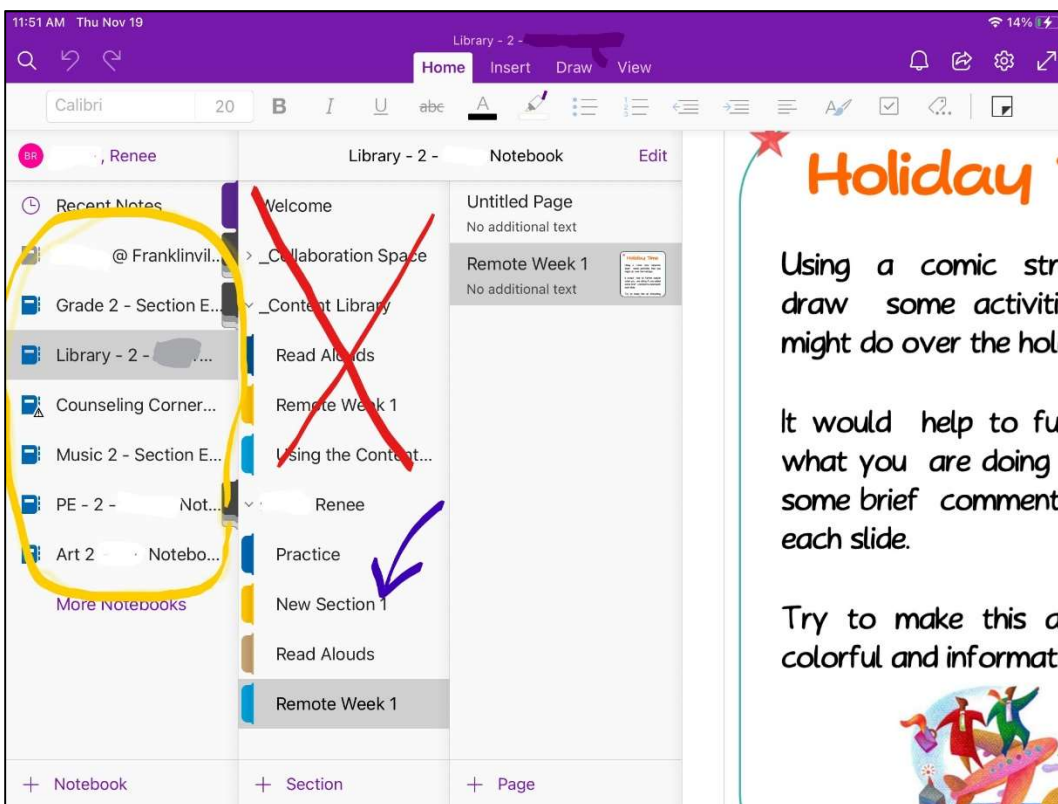 11:51 AM Thu Nov 19
14%
Library - 2 -
Home Insert Draw View
Calibri 20 B I U abc A
BR , Renee
Library - 2 - Notebook Edit
Recent Notes
@ Franklinvil...
Grade 2 - Section E...
Library - 2 - ...
Counseling Corner...
Music 2 - Section E...
PE - 2 - Not...
Art 2 Notebo...
More Notebooks
+ Notebook
Welcome
_Collaboration Space
_Content Library
Read Alouds
Remote Week 1
Using the Content...
Renee
Practice
New Section 1
Read Alouds
Remote Week 1
+ Section
Untitled Page
No additional text
Remote Week 1
No additional text
+ Page
Holiday
Using a comic str
draw some activiti
might do over the holi
It would help to fu
what you are doing
some brief comment
each slide.
Try to make this a
colorful and informat